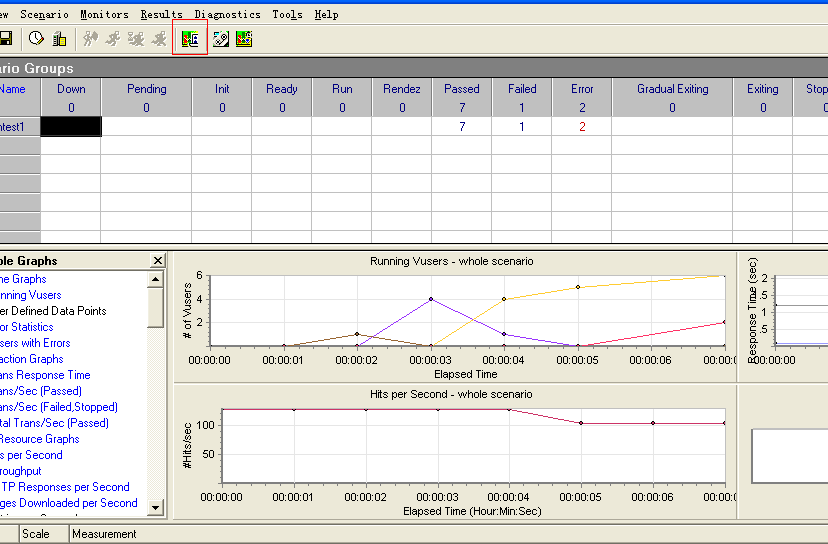 ew Scenario Monitors Results Diagnostics Tools Help
ario Groups
Name Down Pending Init Ready Run Rendez Passed Failed Error Gradual Exiting Exiting Stop
0 0 0 0 0 0 7 1 2 0 0 0
ntest1 7 1 2
ble Graphs
me Graphs
nning Vusers
er Defined Data Points
or Statistics
sers with Errors
action Graphs
ans Response Time
ans/Sec (Passed)
ans/Sec (Failed,Stopped)
tal Trans/Sec (Passed)
Resource Graphs
s per Second
roughput
TP Responses per Second
ges Downloaded per Second
Running Vusers - whole scenario
# of Vusers
6
4
2
00:00:00 00:00:01 00:00:02 00:00:03 00:00:04 00:00:05 00:00:06 00:00:0
Elapsed Time
Response Time (sec)
2
.5
1
.5
00:00:00
Hits per Second - whole scenario
#Hits/sec
100
50
00:00:00 00:00:01 00:00:02 00:00:03 00:00:04 00:00:05 00:00:06 00:00:0
Elapsed Time (Hour:Min:Sec)
Scale Measurement